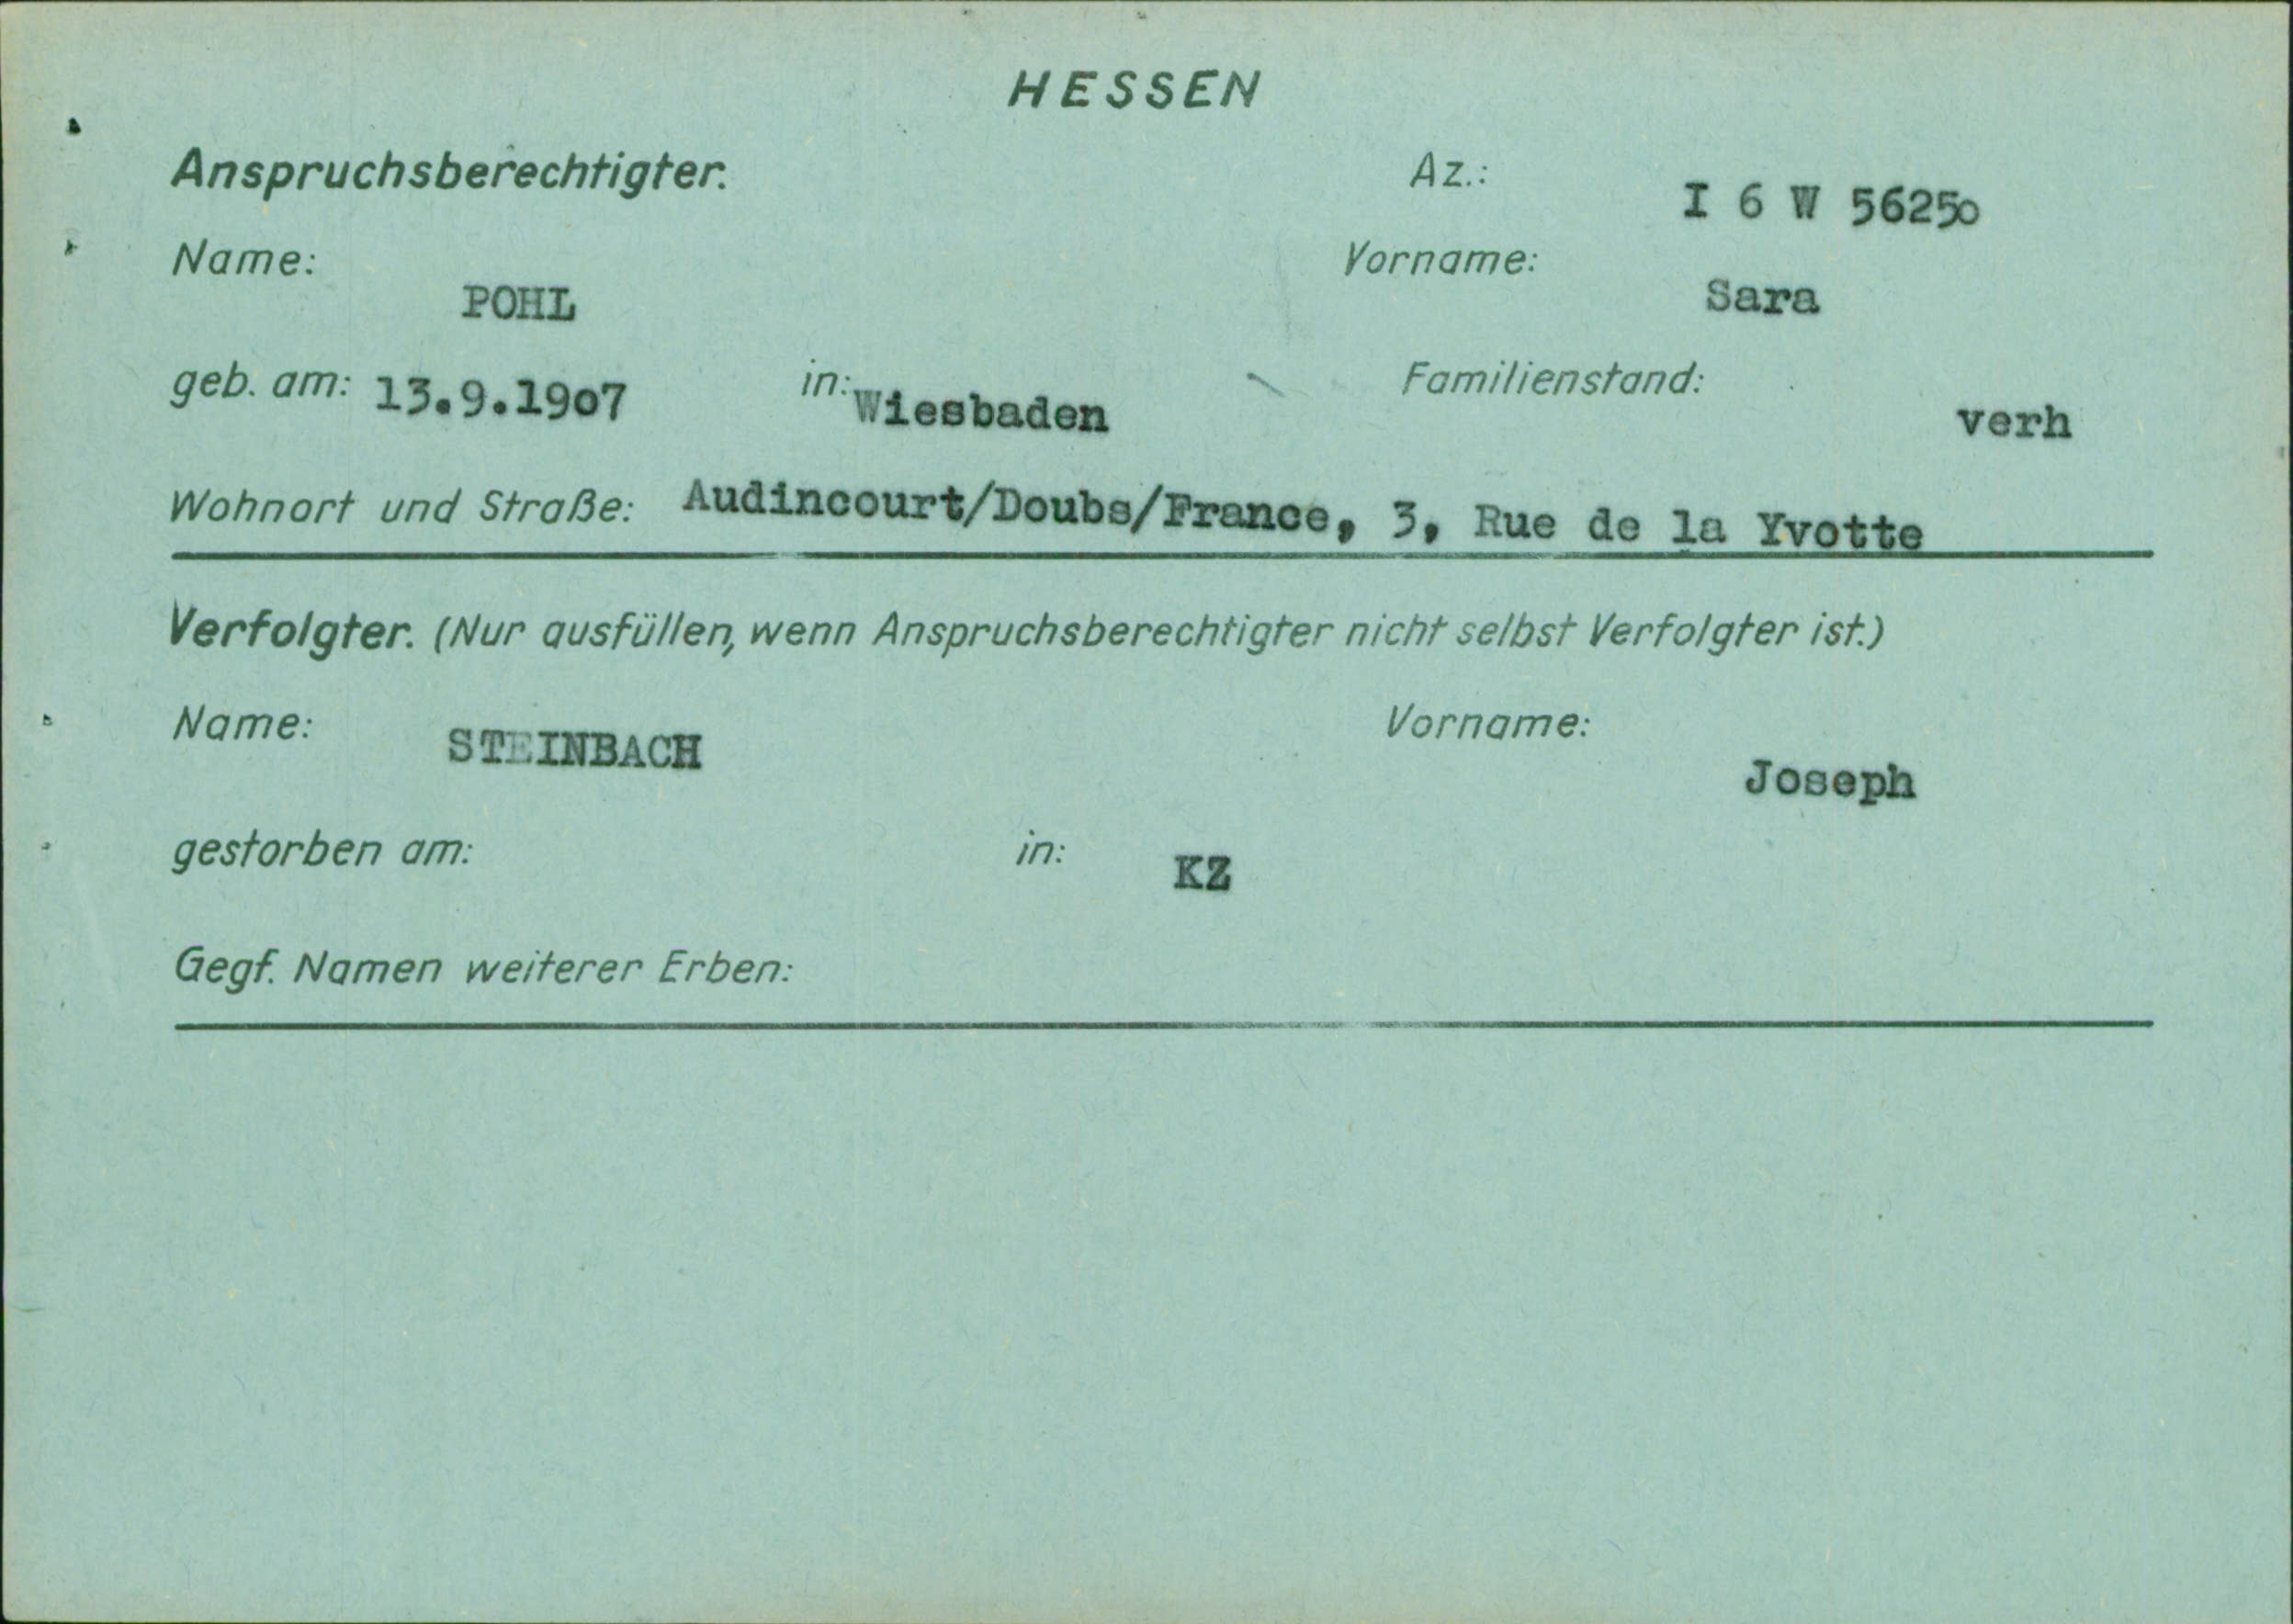 HESSEN
Anspruchsberechtigter. Az.: I 6 W 56250
Name: POHL Vorname: Sara
geb. am: 13.9.1907 in: Wiesbaden Familienstand: verh
Wohnort und Straße: Audincourt/Doubs/France, 3, Rue de la Yvotte
Verfolgter. (Nur ausfüllen, wenn Anspruchsberechtigter nicht selbst Verfolgter ist.)
Name: STEINBACH Vorname: Joseph
gestorben am: in: KZ
Gegf. Namen weiterer Erben: